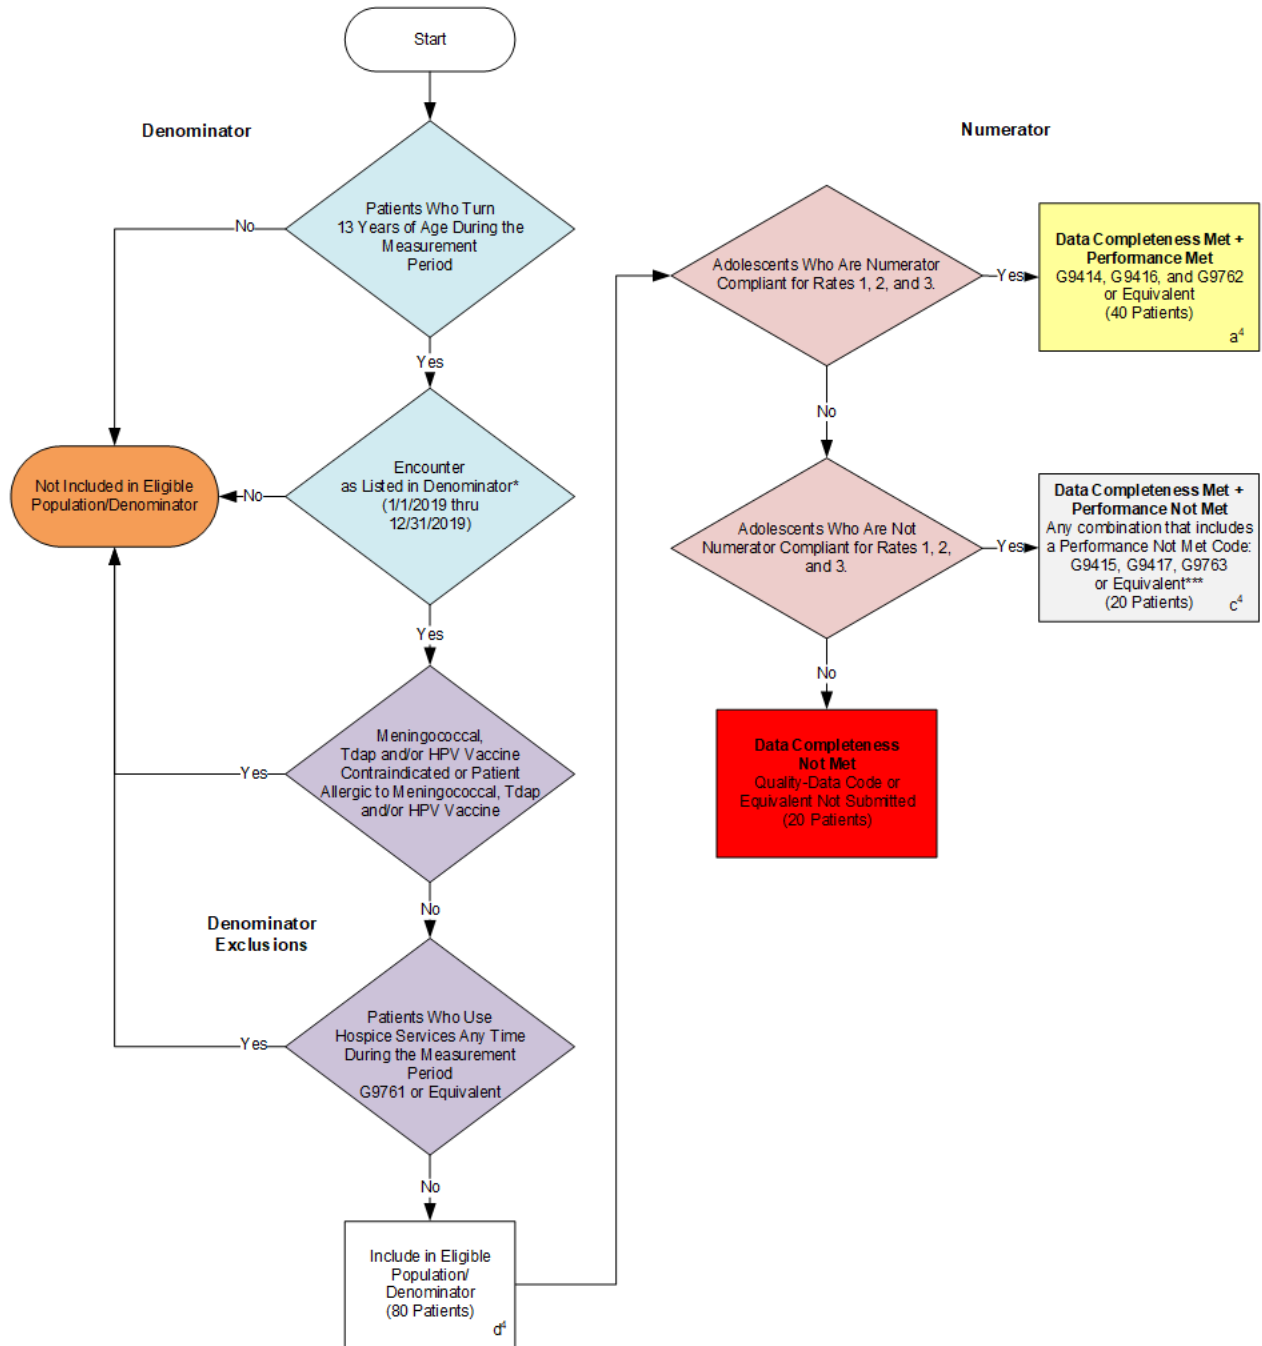 Start
Denominator
Patients Who Turn
13 Years of Age During the
Measurement
Period
No
Yes
Encounter
as Listed in Denominator*
(1/1/2019 thru
12/31/2019)
No
Not Included in Eligible
Population/Denominator
Yes
Meningococcal,
Tdap and/or HPV Vaccine
Contraindicated or Patient
Allergic to Meningococcal, Tdap
and/or HPV Vaccine
Yes
No
Denominator
Exclusions
Patients Who Use
Hospice Services Any Time
During the Measurement
Period
G9761 or Equivalent
Yes
No
Include in Eligible
Population/
Denominator
(80 Patients)
d⁴
Numerator
Adolescents Who Are Numerator
Compliant for Rates 1, 2, and 3.
Yes
Data Completeness Met +
Performance Met
G9414, G9416, and G9762
or Equivalent
(40 Patients)
a⁴
No
Adolescents Who Are Not
Numerator Compliant for Rates 1, 2,
and 3.
Yes
Data Completeness Met +
Performance Not Met
Any combination that includes
a Performance Not Met Code:
G9415, G9417, G9763
or Equivalent***
(20 Patients)
c⁴
No
Data Completeness
Not Met
Quality-Data Code or
Equivalent Not Submitted
(20 Patients)